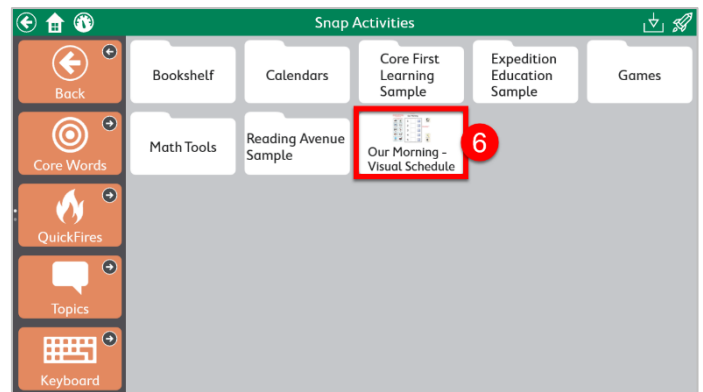 Snap Activities
Back
Core Words
QuickFires
Topics
Keyboard
Bookshelf
Calendars
Core First
Learning
Sample
Expedition
Education
Sample
Games
Math Tools
Reading Avenue
Sample
Our Morning -
Visual Schedule
6